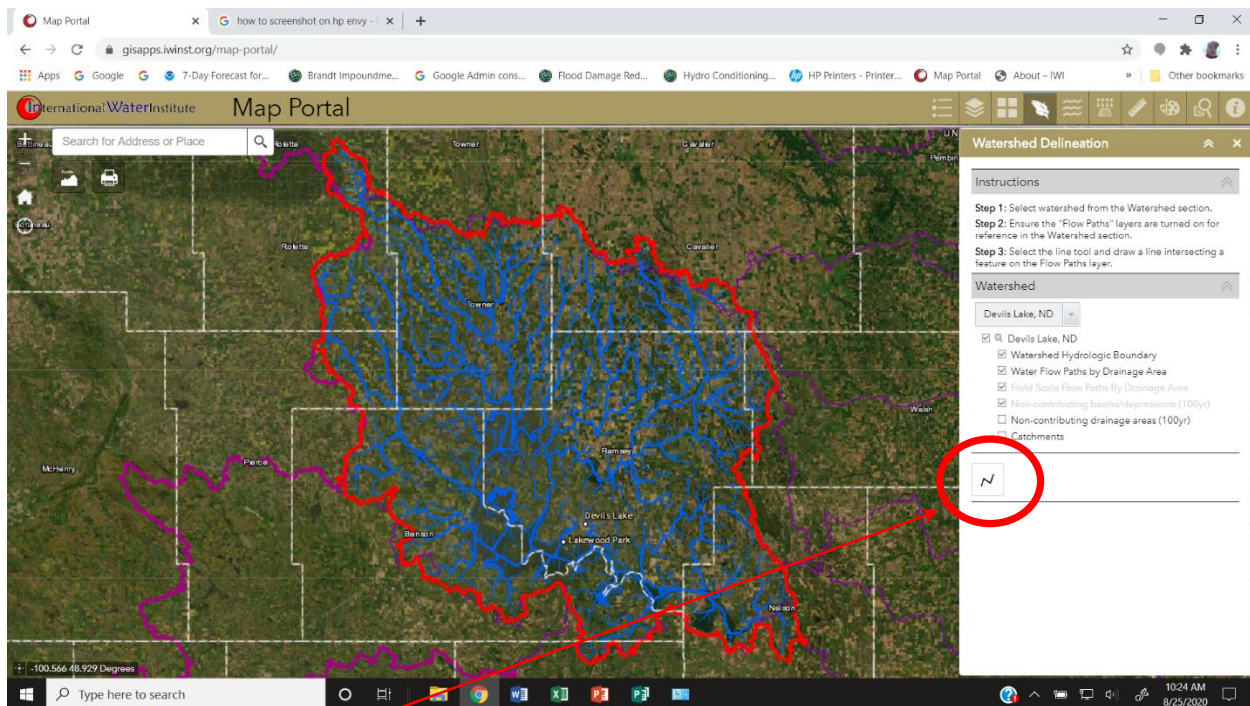 Map Portal
how to screenshot on hp envy -
gisapps.iwinst.org/map-portal/
Apps
Google
7-Day Forecast for...
Brandt Impoundme...
Google Admin cons...
Flood Damage Red...
Hydro Conditioning...
HP Printers - Printer...
Map Portal
About – IWI
»
Other bookmarks
International Water Institute
Map Portal
Search for Address or Place
Bottineau
Rolette
Towner
Cavalier
Pembin
Rolette
Cavalier
Towner
Walsh
McHenry
Pierce
Ramsey
Benson
Devils Lake
Lakewood Park
Nelson
-100.566 48.929 Degrees
Watershed Delineation
Instructions
Step 1: Select watershed from the Watershed section.
Step 2: Ensure the "Flow Paths" layers are turned on for
reference in the Watershed section.
Step 3: Select the line tool and draw a line intersecting a
feature on the Flow Paths layer.
Watershed
Devils Lake, ND
Devils Lake, ND
Watershed Hydrologic Boundary
Water Flow Paths by Drainage Area
Field Scale Flow Paths By Drainage Area
Non-contributing basins/depressions (100yr)
Non-contributing drainage areas (100yr)
Catchments
Type here to search
10:24 AM
8/25/2020